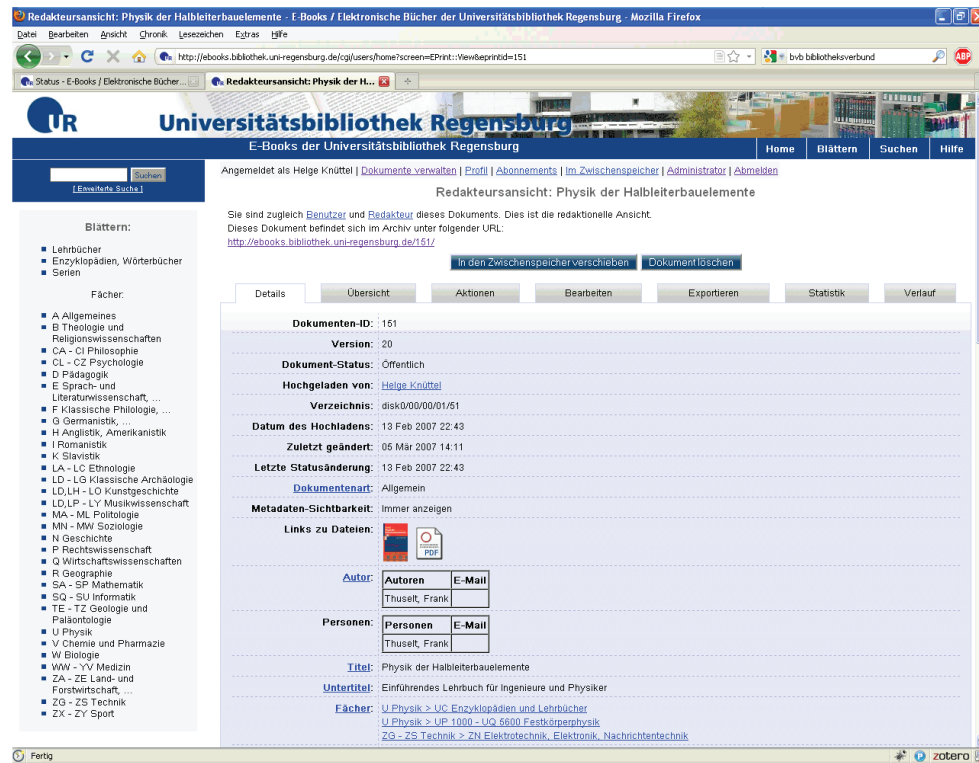 Redakteursansicht: Physik der Halbleiterbauelemente - E-Books / Elektronische Bücher der Universitätsbibliothek Regensburg - Mozilla Firefox
Datei Bearbeiten Ansicht Chronik Lesezeichen Extras Hilfe
http://ebooks.bibliothek.uni-regensburg.de/cgi/users/home?screen=EPrint::View&eprintid=151
bvb bibliotheksverbund
ABP
Status - E-Books / Elektronische Bücher...
Redakteursansicht: Physik der H...
UR
Universitätsbibliothek Regensburg
E-Books der Universitätsbibliothek Regensburg
Home Blättern Suchen Hilfe
Suchen
[Erweiterte Suche]
Angemeldet als Helge Knüttel | Dokumente verwalten | Profil | Abonnements | Im Zwischenspeicher | Administrator | Abmelden
Redakteursansicht: Physik der Halbleiterbauelemente
Sie sind zugleich Benutzer und Redakteur dieses Dokuments. Dies ist die redaktionelle Ansicht.
Dieses Dokument befindet sich im Archiv unter folgender URL:
http://ebooks.bibliothek.uni-regensburg.de/151/
In den Zwischenspeicher verschieben Dokument löschen
Blättern:
Lehrbücher
Enzyklopädien, Wörterbücher
Serien
Fächer:
A Allgemeines
B Theologie und
Religionswissenschaften
CA - CI Philosophie
CL - CZ Psychologie
D Pädagogik
E Sprach- und
Literaturwissenschaft, ...
F Klassische Philologie, ...
G Germanistik, ...
H Anglistik, Amerikanistik
I Romanistik
K Slavistik
LA - LC Ethnologie
LD - LG Klassische Archäologie
LD,LH - LO Kunstgeschichte
LD,LP - LY Musikwissenschaft
MA - ML Politologie
MN - MW Soziologie
N Geschichte
P Rechtswissenschaft
Q Wirtschaftswissenschaften
R Geographie
SA - SP Mathematik
SQ - SU Informatik
TE - TZ Geologie und
Paläontologie
U Physik
V Chemie und Pharmazie
W Biologie
WW - YV Medizin
ZA - ZE Land- und
Forstwirtschaft, ...
ZG - ZS Technik
ZX - ZY Sport
Details Übersicht Aktionen Bearbeiten Exportieren Statistik Verlauf
Dokumenten-ID: 151
Version: 20
Dokument-Status: Öffentlich
Hochgeladen von: Helge Knüttel
Verzeichnis: disk0/00/00/01/51
Datum des Hochladens: 13 Feb 2007 22:43
Zuletzt geändert: 05 Mär 2007 14:11
Letzte Statusänderung: 13 Feb 2007 22:43
Dokumentenart: Allgemein
Metadaten-Sichtbarkeit: Immer anzeigen
Links zu Dateien:
PDF
Autor: Autoren E-Mail
Thuselt, Frank
Personen: Personen E-Mail
Thuselt, Frank
Titel: Physik der Halbleiterbauelemente
Untertitel: Einführendes Lehrbuch für Ingenieure und Physiker
Fächer: U Physik > UC Enzyklopädien und Lehrbücher
U Physik > UP 1000 - UQ 5600 Festkörperphysik
ZG - ZS Technik > ZN Elektrotechnik, Elektronik, Nachrichtentechnik
Fertig
zotero